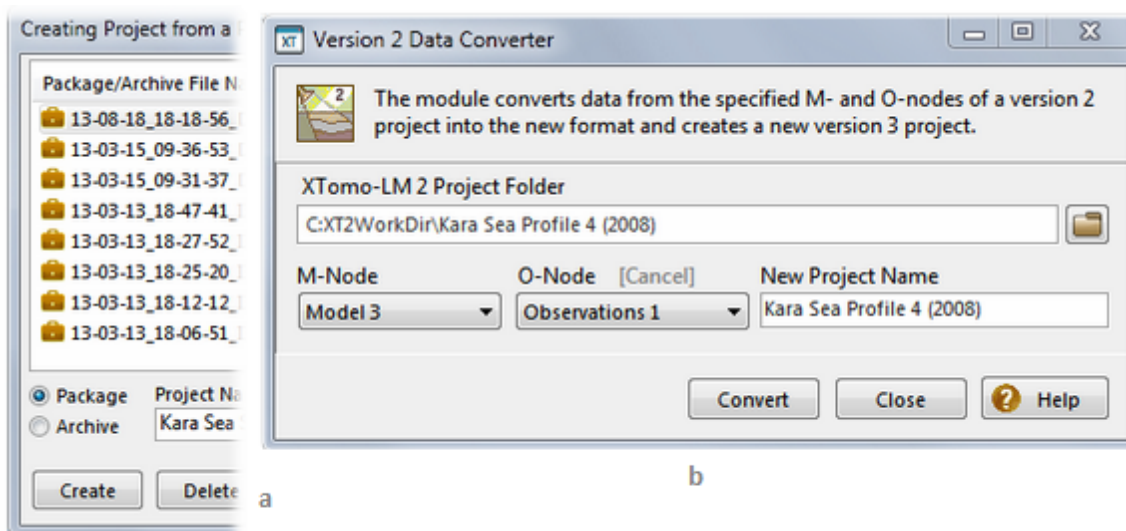 Creating Project from a
Package/Archive File
13-08-18_18-18-56_
13-03-15_09-36-53_
13-03-15_09-31-37_
13-03-13_18-47-41_
13-03-13_18-27-52_
13-03-13_18-25-20_
13-03-13_18-12-12_
13-03-13_18-06-51_
Package
Project
Archive
Kara Sea
Create
Delete
a
XT
Version 2 Data Converter
2
The module converts data from the specified M- and O-nodes of a version 2
project into the new format and creates a new version 3 project.
XTomo-LM 2 Project Folder
C:XT2WorkDir\Kara Sea Profile 4 (2008)
M-Node
O-Node [Cancel]
New Project Name
Model 3
Observations 1
Kara Sea Profile 4 (2008)
Convert
Close
? Help
b